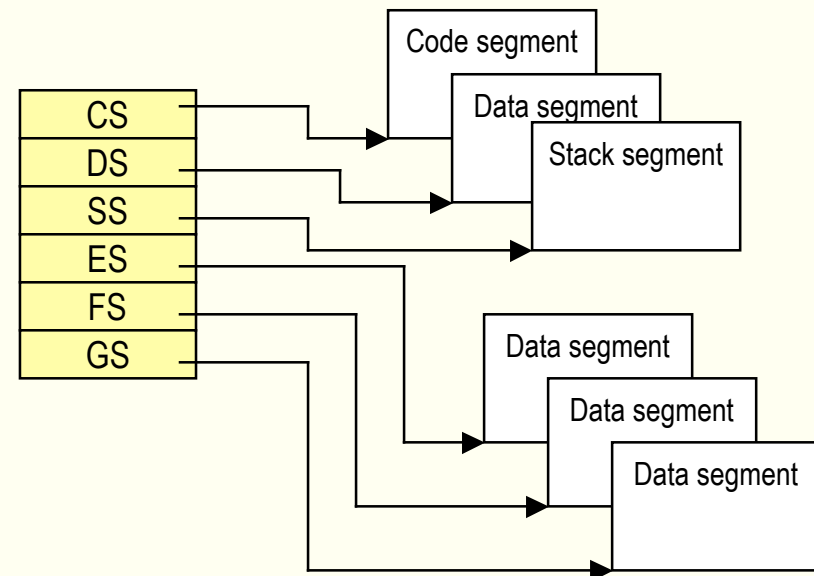 CS
DS
SS
ES
FS
GS
Code segment
Data segment
Stack segment
Data segment
Data segment
Data segment